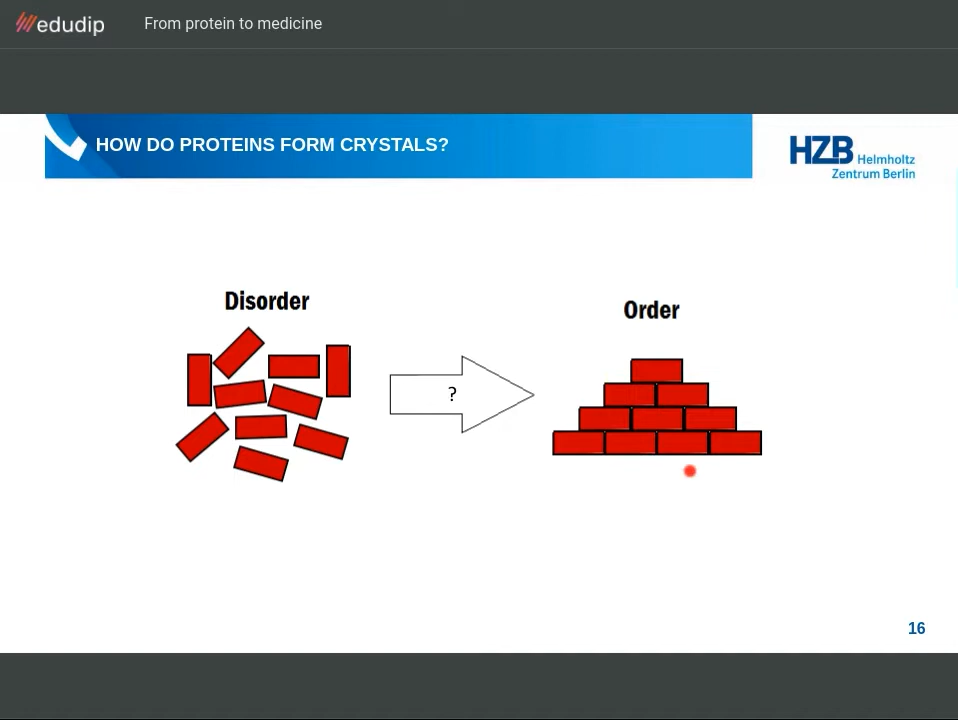 edudip
From protein to medicine
HOW DO PROTEINS FORM CRYSTALS?
HZB Helmholtz
Zentrum Berlin
Disorder
Order
?
16